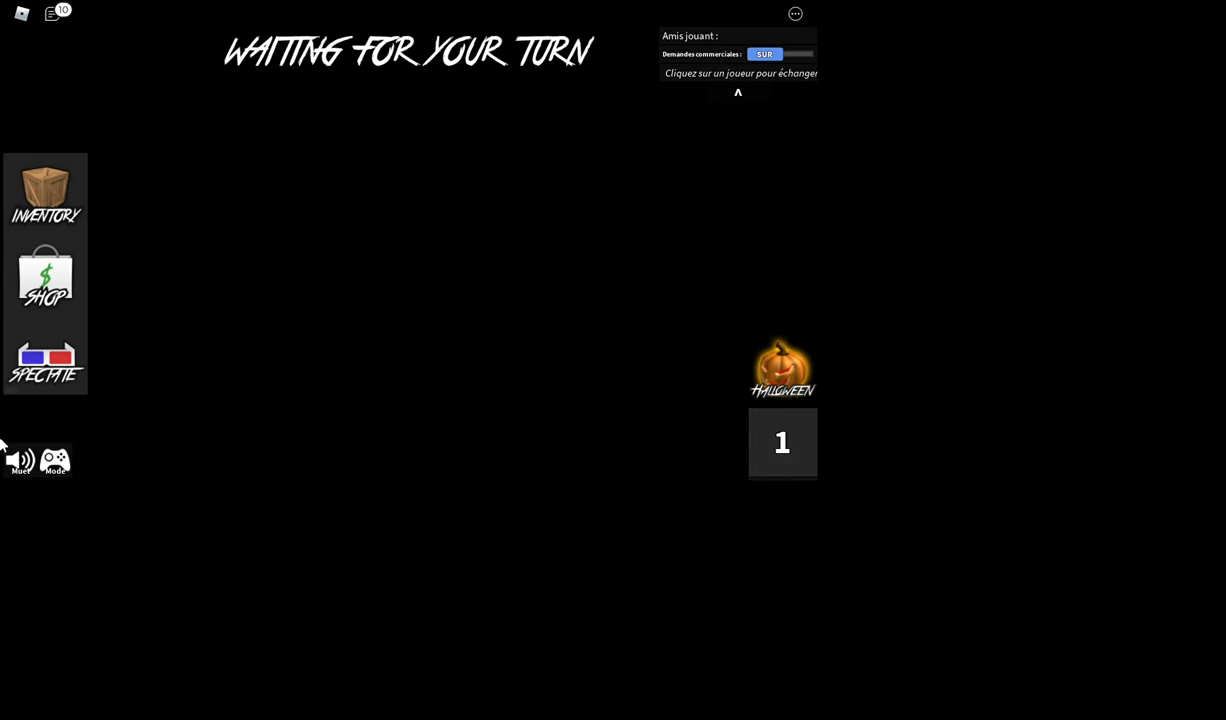 10
WAITING FOR YOUR TURN
Amis jouant :
Demandes commerciales : SUR
Cliquez sur un joueur pour échanger
^
INVENTORY
$
SHOP
SPECTATE
HALLOWEEN
1
Muet Mode